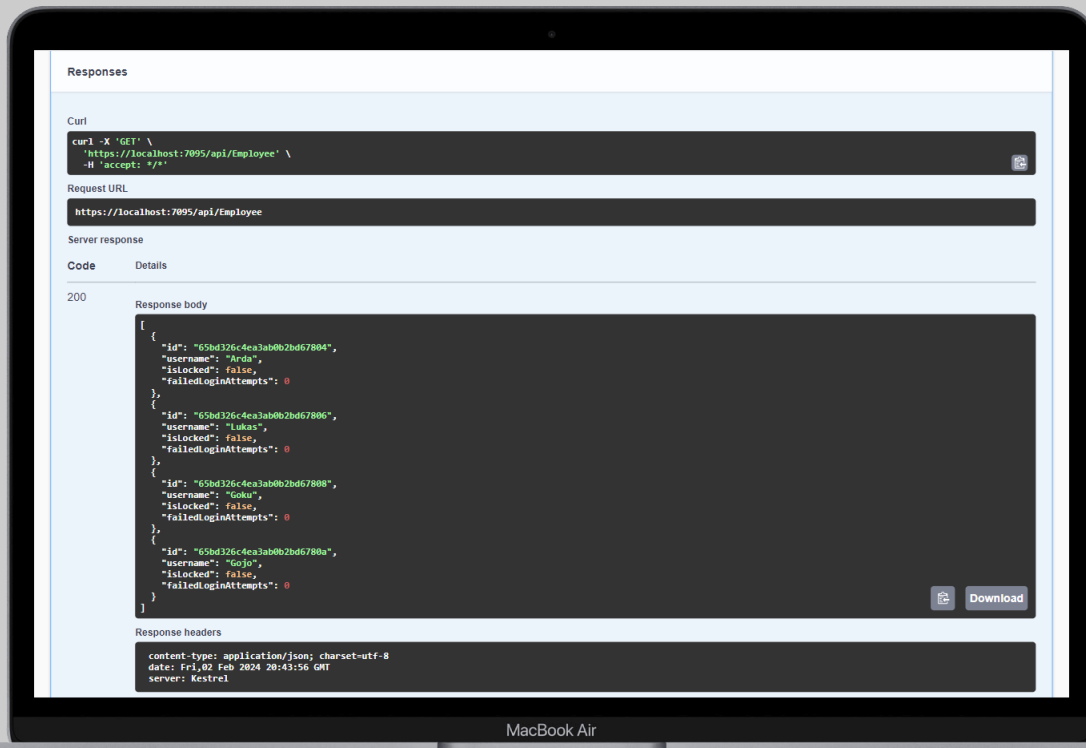 Responses
Curl
curl -X 'GET' \
'https://localhost:7095/api/Employee' \
-H 'accept: */*'
Request URL
https://localhost:7095/api/Employee
Server response
Code Details
200
Response body
[
{
"id": "65bd326c4ea3ab0b2bd67804",
"username": "Arda",
"isLocked": false,
"failedLoginAttempts": 0
},
{
"id": "65bd326c4ea3ab0b2bd67806",
"username": "Lukas",
"isLocked": false,
"failedLoginAttempts": 0
},
{
"id": "65bd326c4ea3ab0b2bd67808",
"username": "Goku",
"isLocked": false,
"failedLoginAttempts": 0
},
{
"id": "65bd326c4ea3ab0b2bd6780a",
"username": "Gojo",
"isLocked": false,
"failedLoginAttempts": 0
}
]
Download
Response headers
content-type: application/json; charset=utf-8
date: Fri,02 Feb 2024 20:43:56 GMT
server: Kestrel
MacBook Air